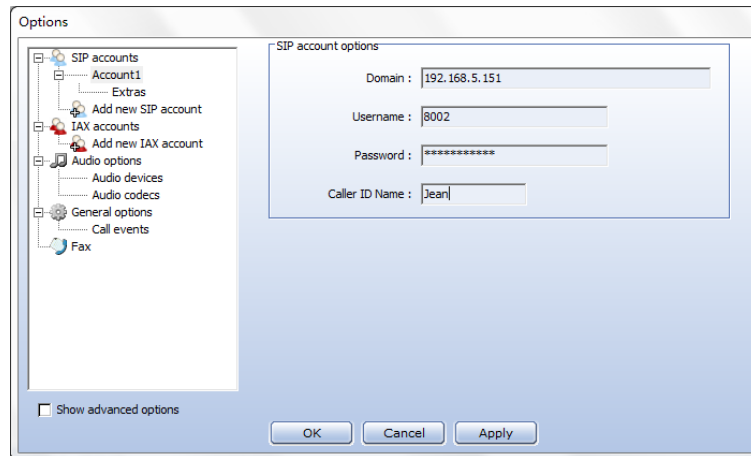 Options
SIP accounts
Account1
Extras
Add new SIP account
IAX accounts
Add new IAX account
Audio options
Audio devices
Audio codecs
General options
Call events
Fax
Show advanced options
SIP account options
Domain : 192.168.5.151
Username : 8002
Password : ***********
Caller ID Name : Jean
OK Cancel Apply